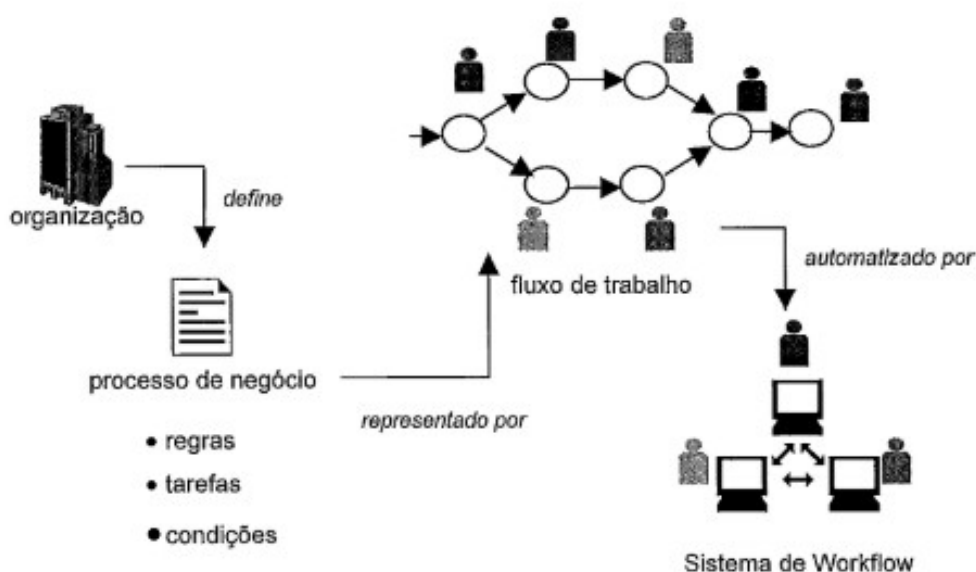 organização
define
processo de negócio
• regras
• tarefas
• condições
representado por
fluxo de trabalho
automatizado por
Sistema de Workflow